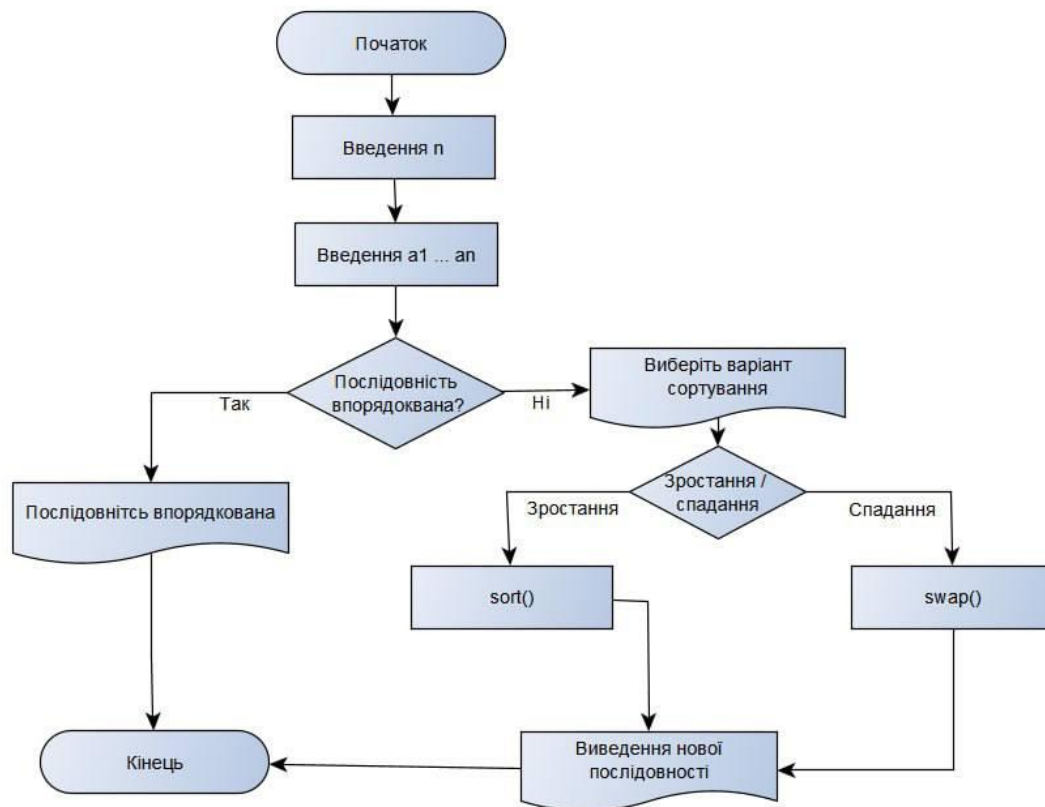 Початок
Введення n
Введення a1 ... an
Послідовність
впорядоквана?
Так
Ні
Виберіть варіант
сортування
Послідовнітсь впорядкована
Зростання /
спадання
Зростання
Спадання
sort()
swap()
Кінець
Виведення нової
послідовності